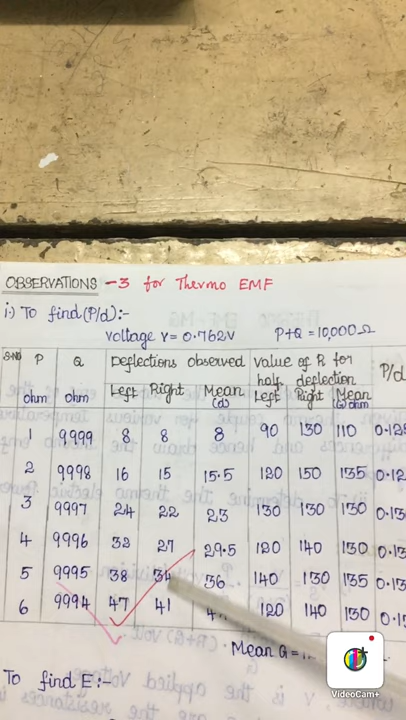 OBSERVATIONS -3 for Thermo EMF
i:) To find (P/d):-
Voltage V = 0.762V P+Q = 10,000Ω
S.No P Q Deflections observed Value of R for half deflection P/d
ohm ohm Left Right Mean (d) Left Right Mean (G) ohm
1 9999 8 8 8 90 130 110
2 9998 16 15 15.5 120 150 135
3 9997 24 22 23 130 130 130
4 9996 32 27 29.5 120 140 130
5 9995 38 34 36 140 130 135
6 9994 47 41 120 140 130
Mean G =
To find E:-
VideoCam+